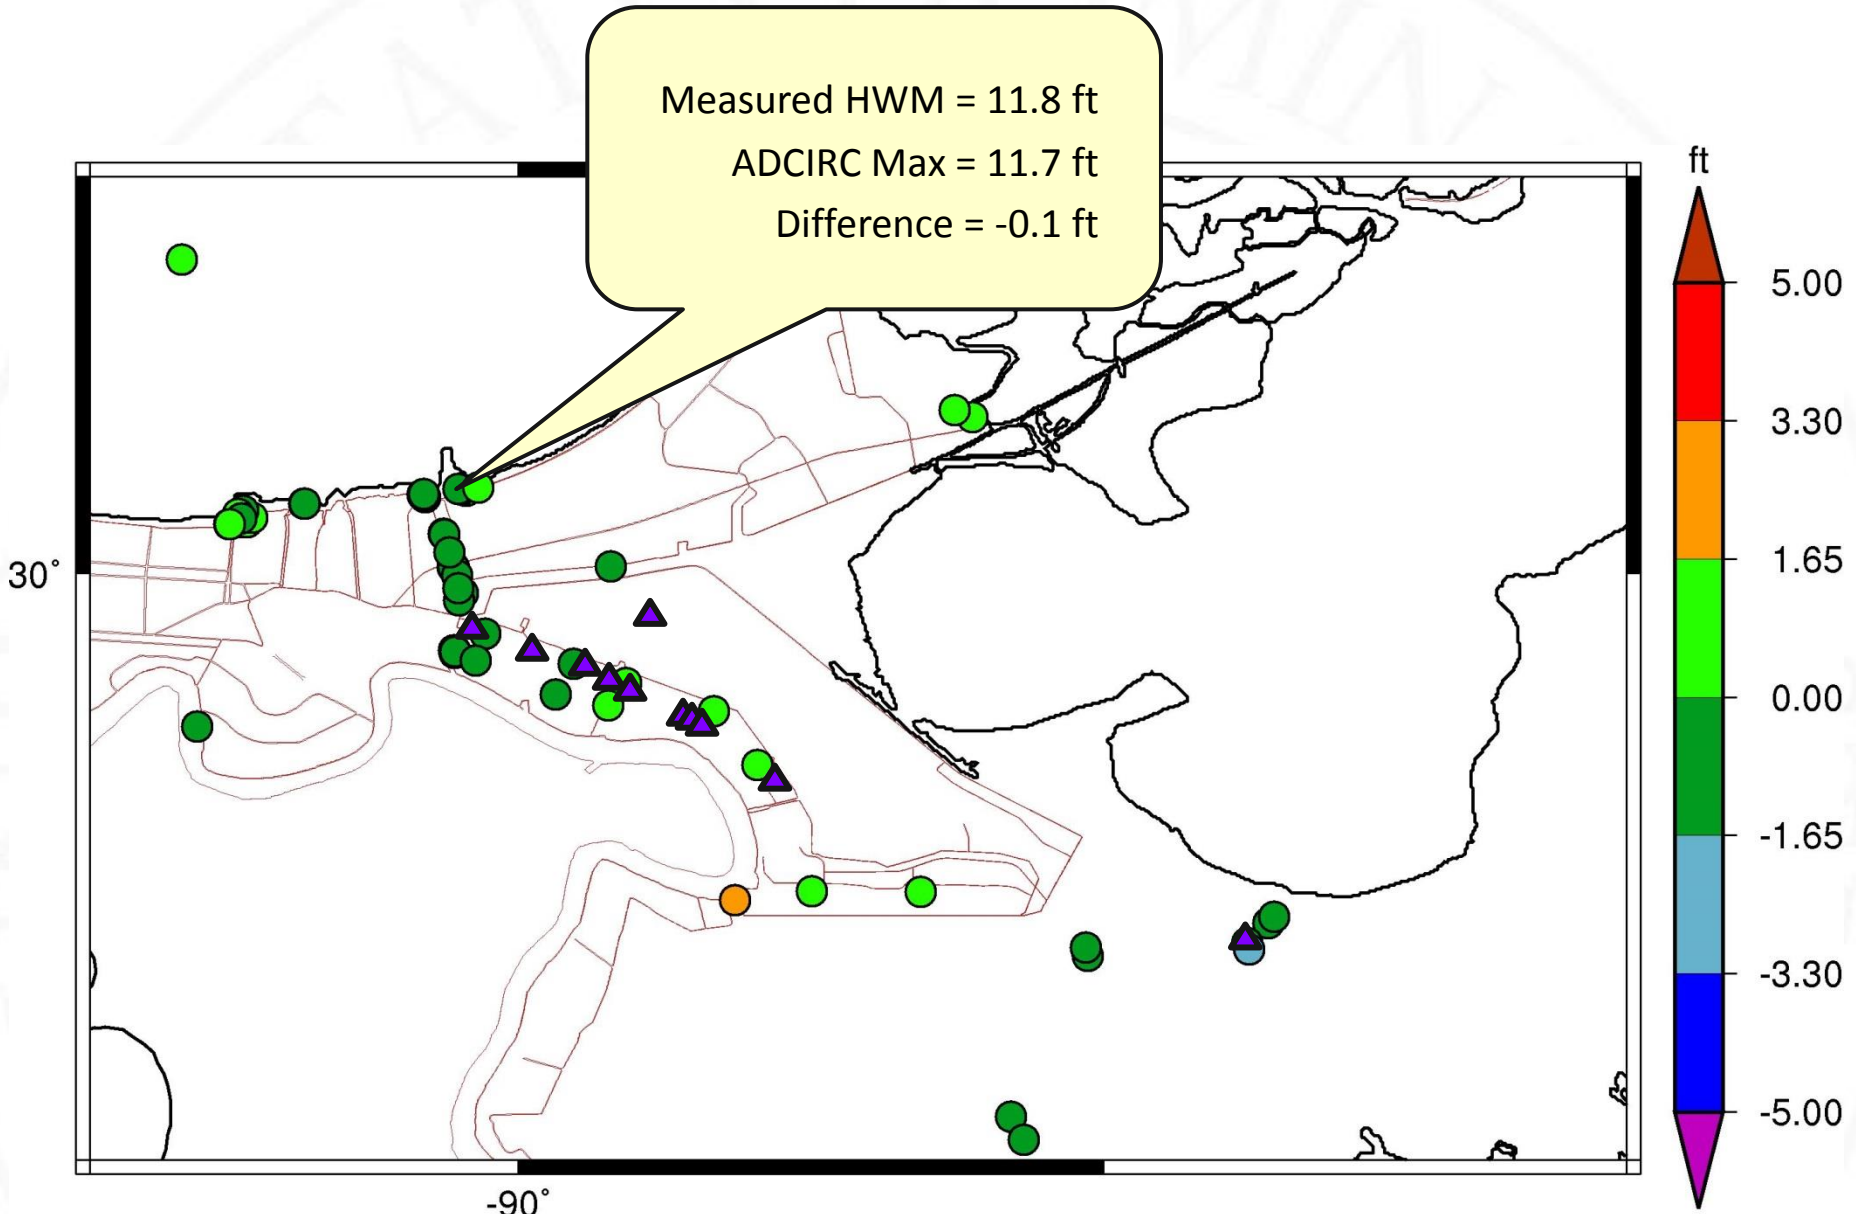 Measured HWM = 11.8 ft
ADCIRC Max = 11.7 ft
Difference = -0.1 ft
ft
5.00
3.30
1.65
0.00
-1.65
-3.30
-5.00
30°
-90°